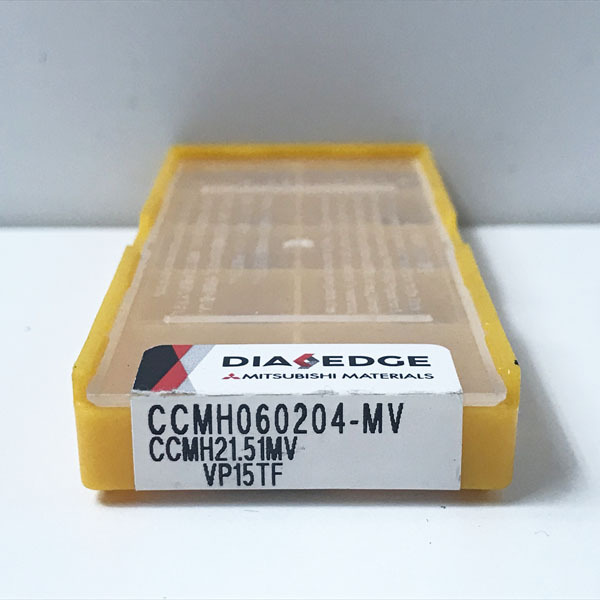 DIAEDGE
MITSUBISHI MATERIALS
CCMH060204-MV
CCMH21.51MV
VP15TF